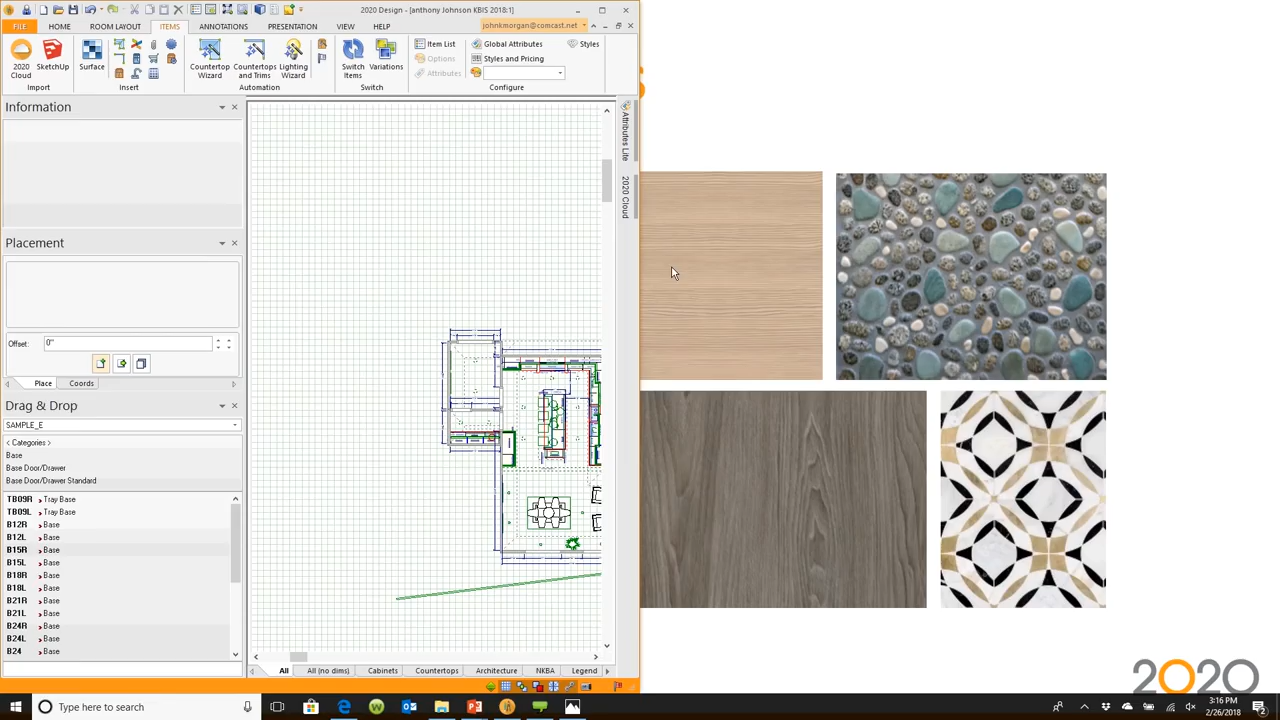 2020 Design - [anthony Johnson KBIS 2018:1]
FILE HOME ROOM LAYOUT ITEMS ANNOTATIONS PRESENTATION VIEW HELP johnkmorgan@comcast.net
2020 Cloud
SketchUp
Surface
Countertop Wizard
Countertops and Trims
Lighting Wizard
Switch Items
Variations
Item List
Options
Attributes
Global Attributes
Styles and Pricing
Styles
Import Insert Automation Switch Configure
Information
Placement
Offset: 0"
Place Coords
Drag & Drop
SAMPLE_E
< Categories >
Base
Base Door/Drawer
Base Door/Drawer Standard
TB09R Tray Base
TB09L Tray Base
B12R Base
B12L Base
B15R Base
B15L Base
B18R Base
B18L Base
B21R Base
B21L Base
B24R Base
B24L Base
B24 Base
Attributes Lite
2020 Cloud
All All (no dims) Cabinets Countertops Architecture NKBA Legend
S
2020
Type here to search
3:16 PM
2/26/2018
2